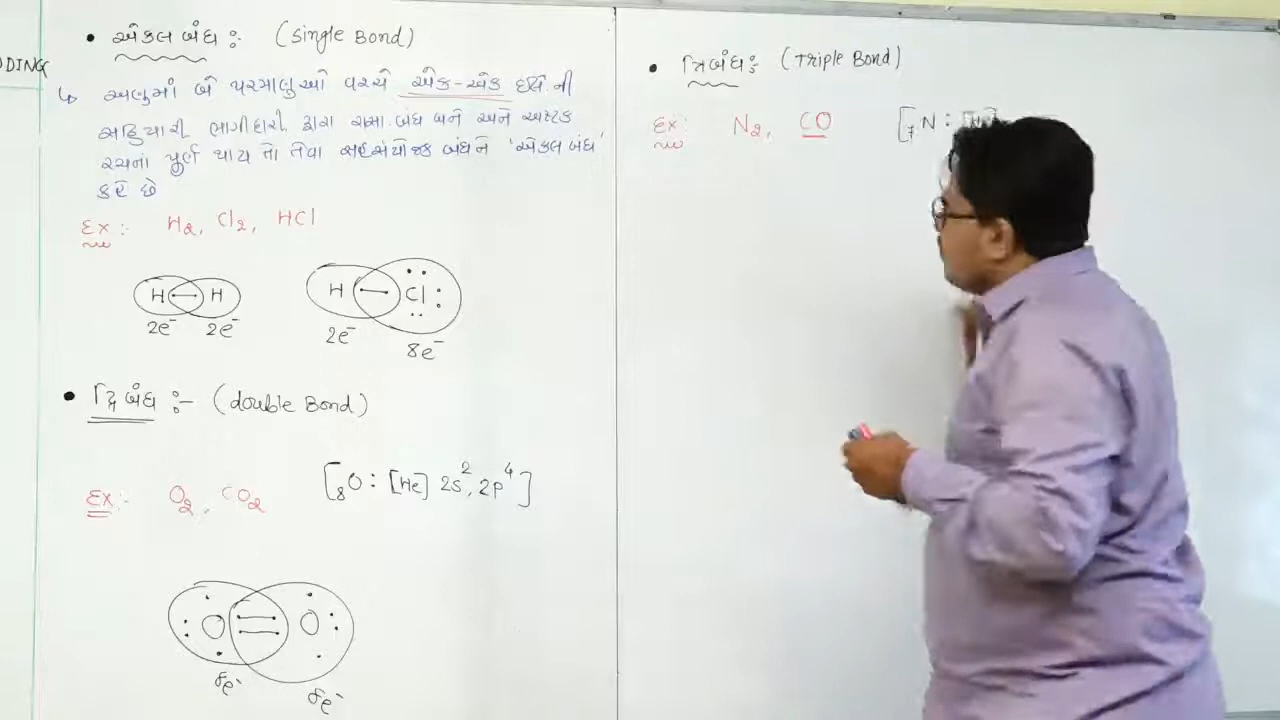 DING
• એકલ બંધ :- (Single Bond)
↳ અણુમાં બે પરમાણુઓ વચ્ચે એક-એક ઇલે ની
સહિયારી ભાગીદારી દ્વારા રાસા. બંધ બને અને અષ્ટક
રચના પૂર્ણ થાય તો તેવા સહસંયોજક બંધને 'એકલ બંધ'
કહે છે
Ex:- H₂, Cl₂, HCl
H — H
2e⁻ 2e⁻
H — Cl
2e⁻ 8e⁻
• દ્વિબંધ :- (double Bond)
Ex:- O₂, CO₂ [₈O : [He] 2s², 2p⁴]
O = O
8e⁻ 8e⁻
• ત્રિબંધ :- (Triple Bond)
Ex: N₂, CO [₇N :